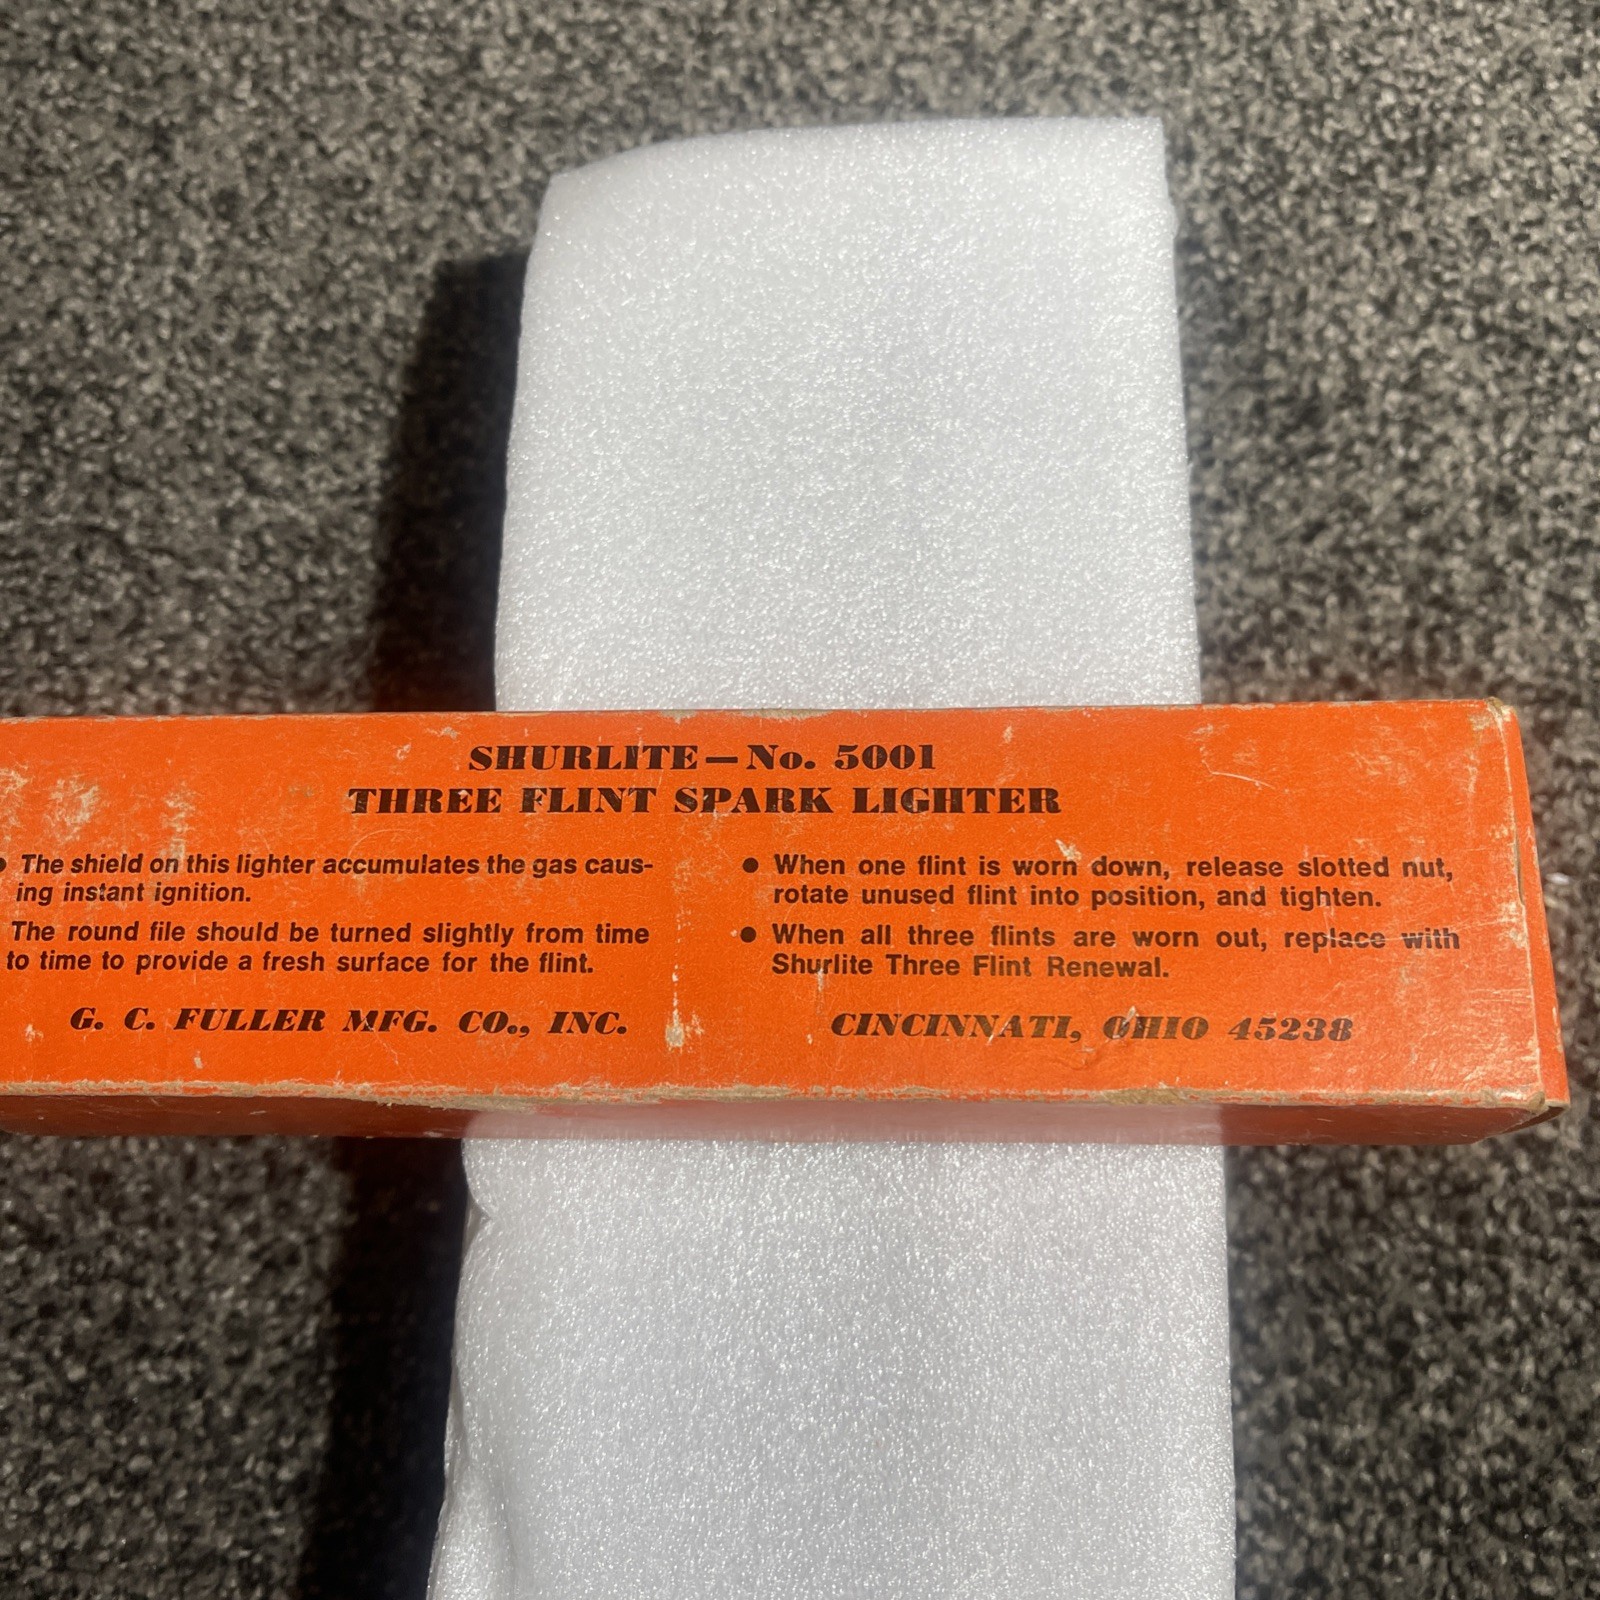 SHURLITE—No. 5001
THREE FLINT SPARK LIGHTER
• The shield on this lighter accumulates the gas caus-
ing instant ignition.
The round file should be turned slightly from time
to time to provide a fresh surface for the flint.
• When one flint is worn down, release slotted nut,
rotate unused flint into position, and tighten.
• When all three flints are worn out, replace with
Shurlite Three Flint Renewal.
G. C. FULLER MFG. CO., INC.
CINCINNATI, OHIO 45238